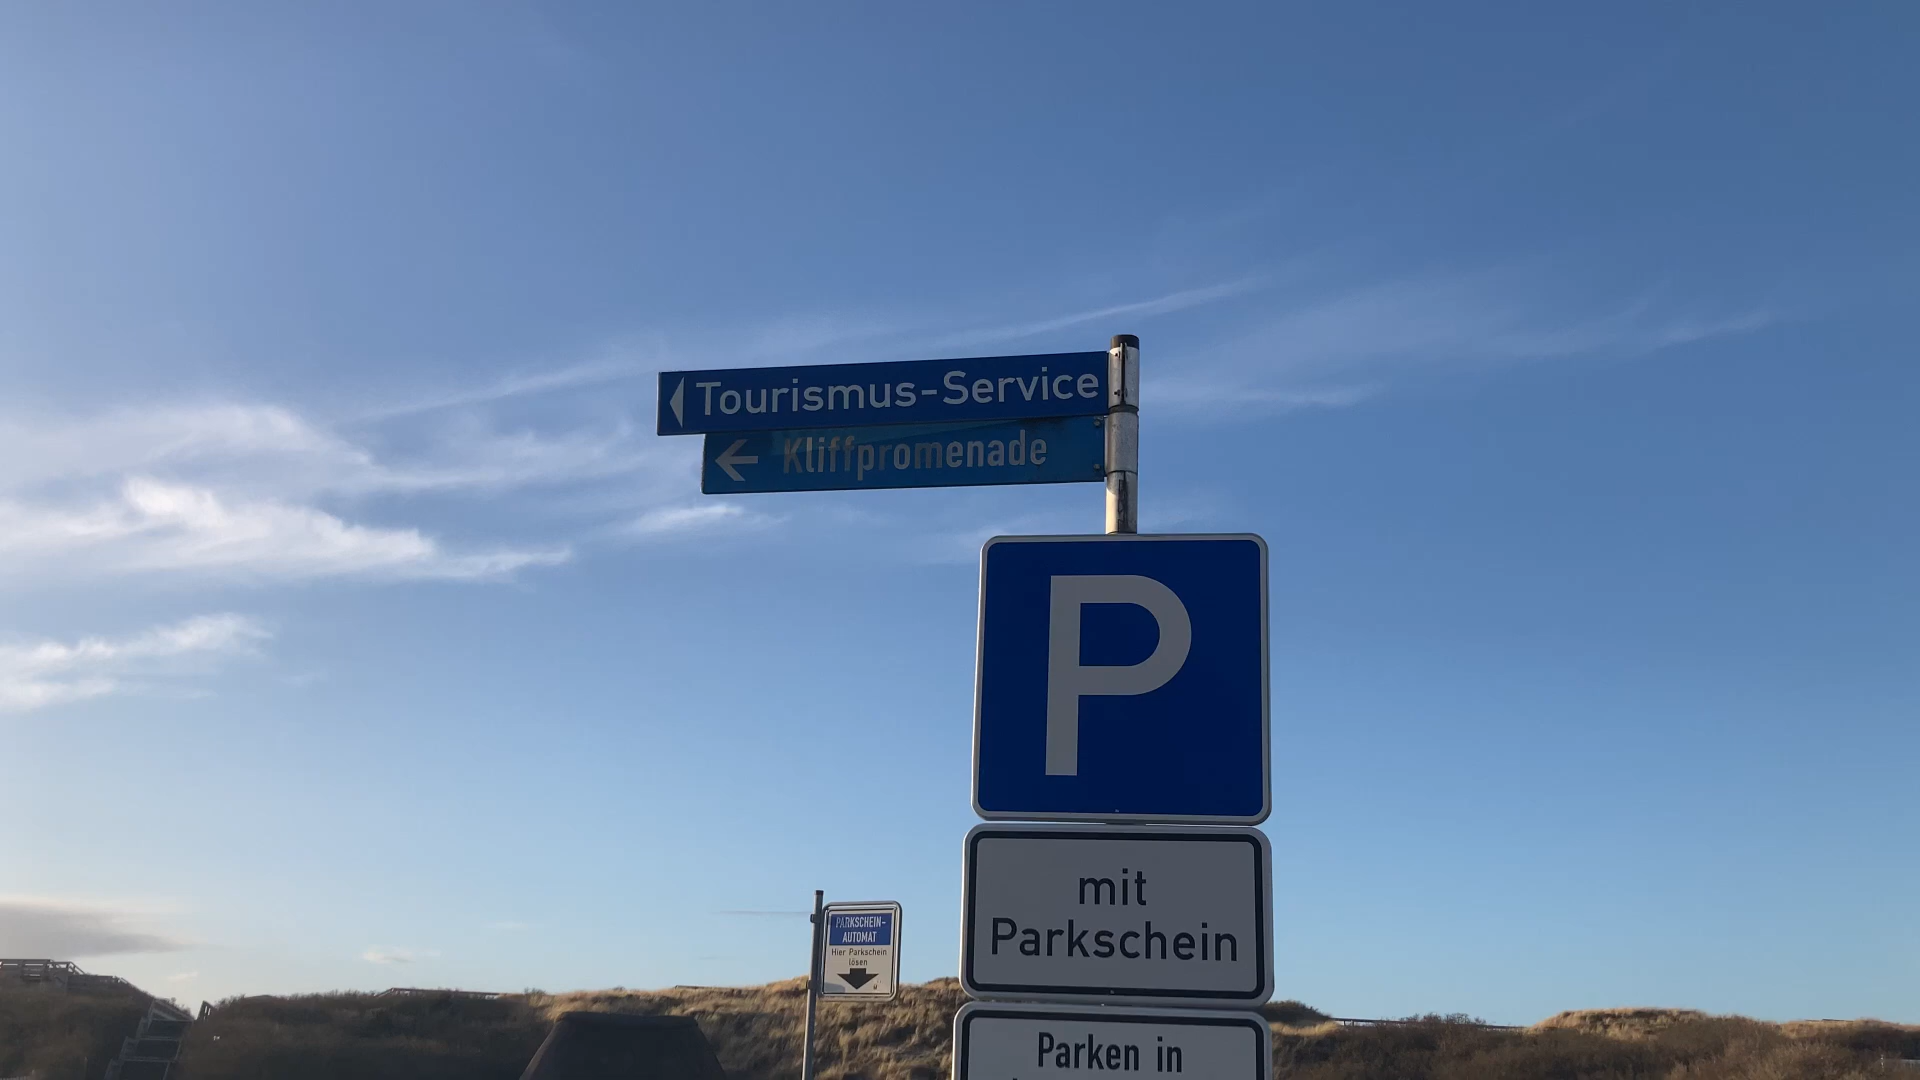 Tourismus-Service
Kliffpromenade
P
mit
Parkschein
Parken in
PARKSCHEIN-
AUTOMAT
Hier Parkschein
lösen